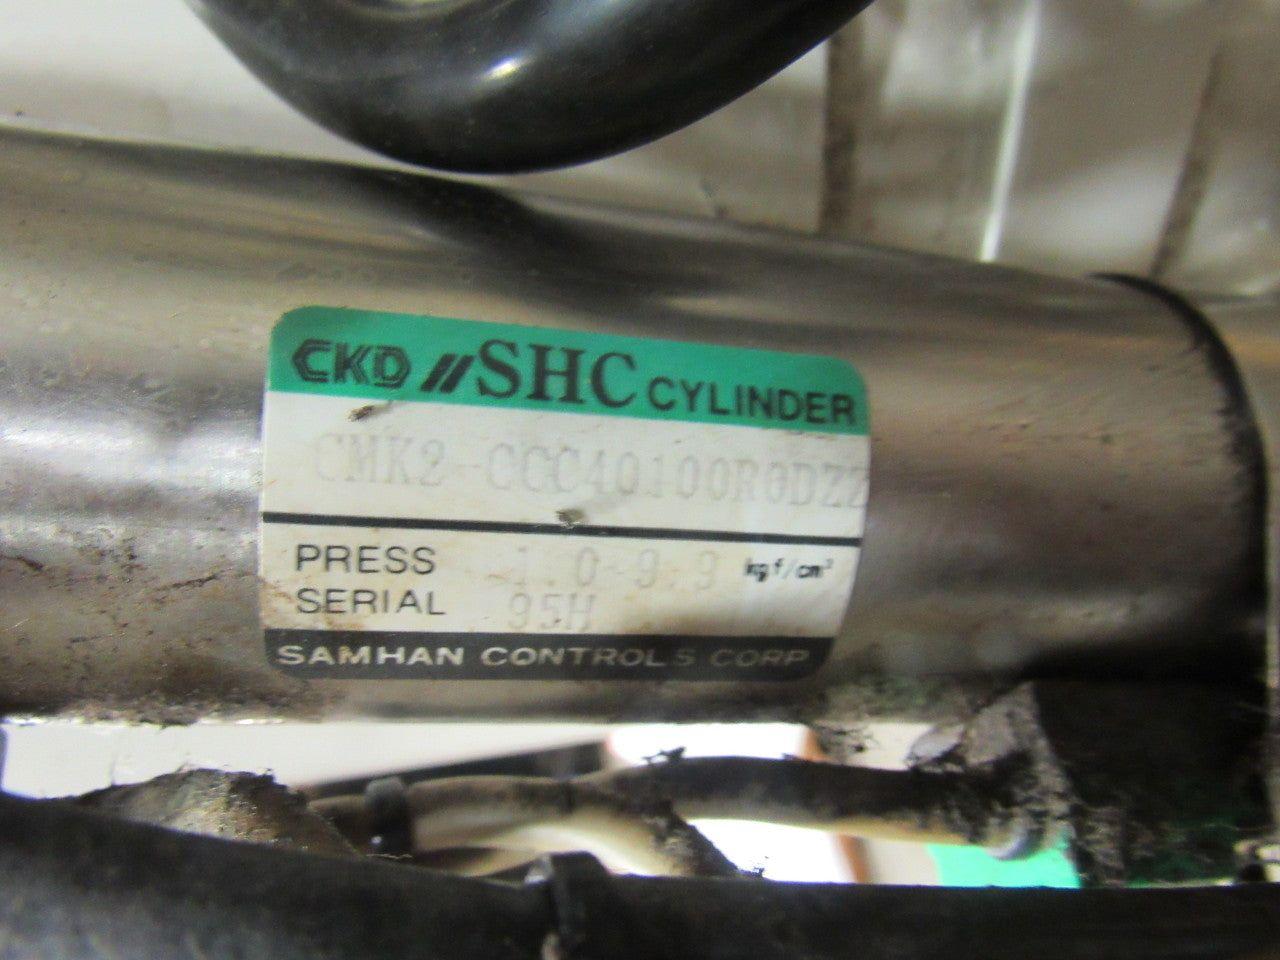 CKD //SHC CYLINDER
CMK2-CCC40100R0DZZ
PRESS 1.0-9.9 kgf/cm²
SERIAL 95H
SAMHAN CONTROLS CORP